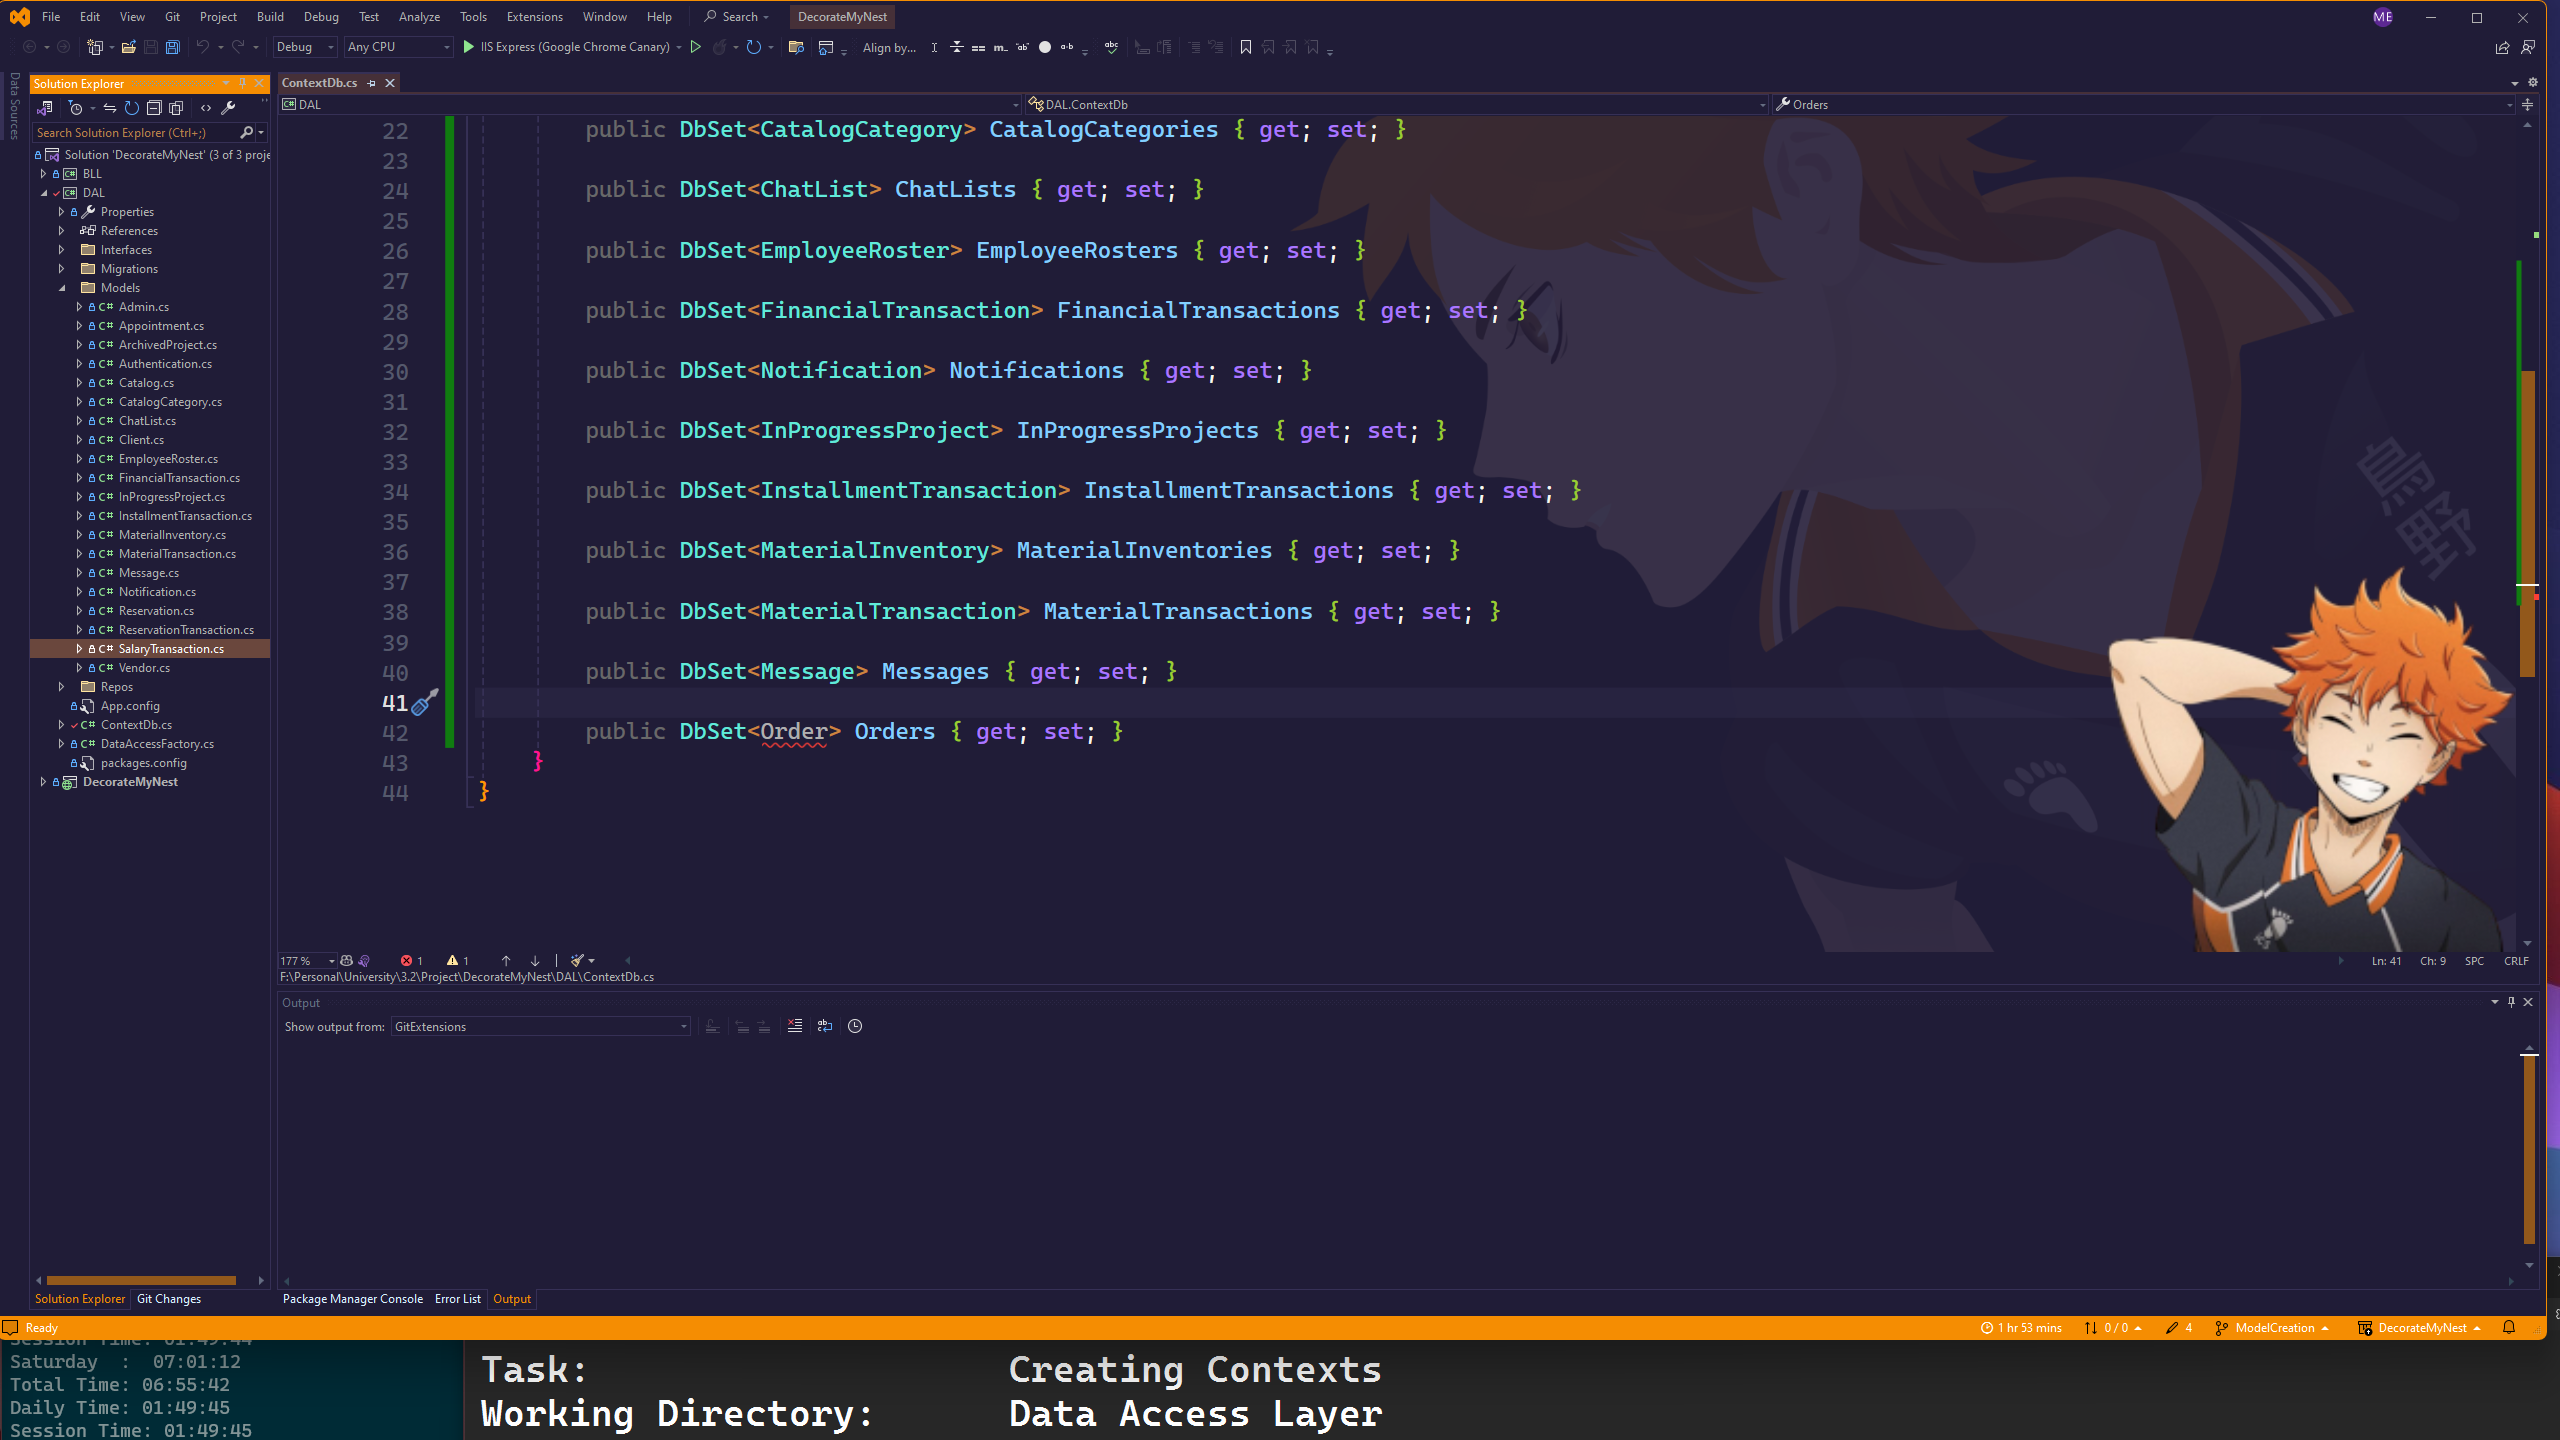 File Edit View Git Project Build Debug Test Analyze Tools Extensions Window Help Search DecorateMyNest ME
Debug Any CPU IIS Express (Google Chrome Canary) Align by...
Data Sources
Solution Explorer
Search Solution Explorer (Ctrl+;)
Solution 'DecorateMyNest' (3 of 3 proje
BLL
DAL
Properties
References
Interfaces
Migrations
Models
Admin.cs
Appointment.cs
ArchivedProject.cs
Authentication.cs
Catalog.cs
CatalogCategory.cs
ChatList.cs
Client.cs
EmployeeRoster.cs
FinancialTransaction.cs
InProgressProject.cs
InstallmentTransaction.cs
MaterialInventory.cs
MaterialTransaction.cs
Message.cs
Notification.cs
Reservation.cs
ReservationTransaction.cs
SalaryTransaction.cs
Vendor.cs
Repos
App.config
ContextDb.cs
DataAccessFactory.cs
packages.config
DecorateMyNest
Solution Explorer Git Changes
ContextDb.cs
DAL DAL.ContextDb Orders
22 public DbSet<CatalogCategory> CatalogCategories { get; set; }
23
24 public DbSet<ChatList> ChatLists { get; set; }
25
26 public DbSet<EmployeeRoster> EmployeeRosters { get; set; }
27
28 public DbSet<FinancialTransaction> FinancialTransactions { get; set; }
29
30 public DbSet<Notification> Notifications { get; set; }
31
32 public DbSet<InProgressProject> InProgressProjects { get; set; }
33
34 public DbSet<InstallmentTransaction> InstallmentTransactions { get; set; }
35
36 public DbSet<MaterialInventory> MaterialInventories { get; set; }
37
38 public DbSet<MaterialTransaction> MaterialTransactions { get; set; }
39
40 public DbSet<Message> Messages { get; set; }
41
42 public DbSet<Order> Orders { get; set; }
43 }
44 }
烏野
177 % 1 1 Ln: 41 Ch: 9 SPC CRLF
F:\Personal\University\3.2\Project\DecorateMyNest\DAL\ContextDb.cs
Output
Show output from: GitExtensions
Package Manager Console Error List Output
Ready 1 hr 53 mins 0 / 0 4 ModelCreation DecorateMyNest
Session Time: 01:49:44
Saturday : 07:01:12
Total Time: 06:55:42
Daily Time: 01:49:45
Session Time: 01:49:45
Task: Creating Contexts
Working Directory: Data Access Layer